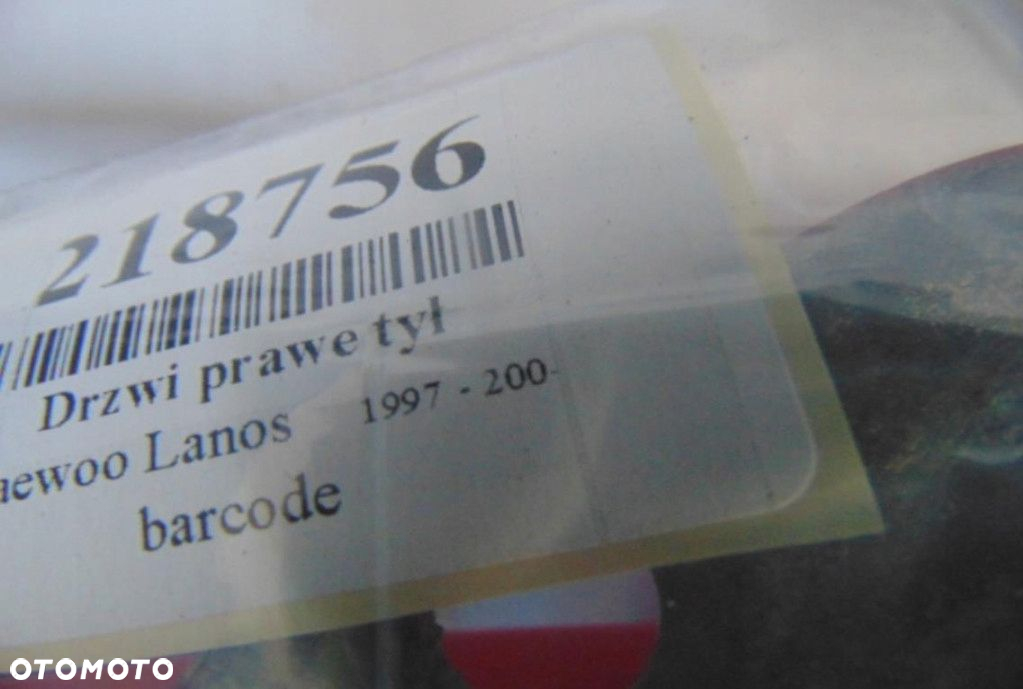 218756
Drzwi prawe tył
aewoo Lanos 1997 - 200
barcode
OTOMOTO